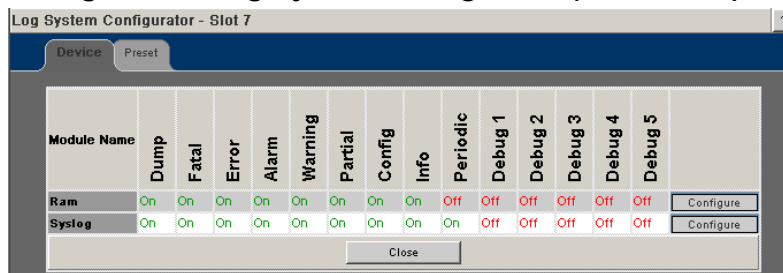 Log System Configurator - Slot 7
Device Preset
Module Name Dump Fatal Error Alarm Warning Partial Config Info Periodic Debug 1 Debug 2 Debug 3 Debug 4 Debug 5
Ram On On On On On On On On Off Off Off Off Off Off Configure
Syslog On On On On On On On On On Off Off Off Off Off Configure
Close